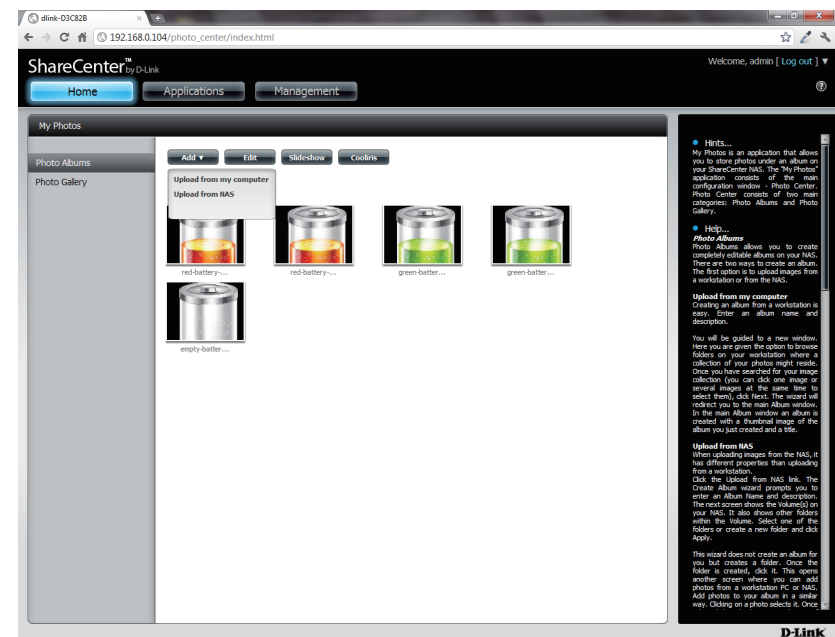 dlink-D3C82B
192.168.0.104/photo_center/index.html
ShareCenter™ by D-Link
Welcome, admin [ Log out ] ▼
Home
Applications
Management
My Photos
Photo Albums
Photo Gallery
Add ▼
Edit
Slideshow
Cooliris
Upload from my computer
Upload from NAS
red-battery-...
red-battery-...
green-batter...
green-batter...
empty-batter...
Hints...
My Photos is an application that allows
you to store photos under an album on
your ShareCenter NAS. The "My Photos"
application consists of the main
configuration window - Photo Center.
Photo Center consists of two main
categories: Photo Albums and Photo
Gallery.
Help...
Photo Albums
Photo Albums allows you to create
completely editable albums on your NAS.
There are two ways to create an album.
The first option is to upload images from
a workstation or from the NAS.
Upload from my computer
Creating an album from a workstation is
easy. Enter an album name and
description.
You will be guided to a new window.
Here you are given the option to browse
folders on your workstation where a
collection of your photos might reside.
Once you have searched for your image
collection (you can click one image or
several images at the same time to
select them), click Next. The wizard will
redirect you to the main Album window.
In the main Album window an album is
created with a thumbnail image of the
album you just created and a title.
Upload from NAS
When uploading images from the NAS, it
has different properties than uploading
from a workstation.
Click the Upload from NAS link. The
Create Album wizard prompts you to
enter an Album Name and description.
The next screen shows the Volume(s) on
your NAS. It also shows other folders
within the Volume. Select one of the
folders or create a new folder and click
Apply.
This wizard does not create an album for
you but creates a folder. Once the
folder is created, click it. This opens
another screen where you can add
photos from a workstation PC or NAS.
Add photos to your album in a similar
way. Clicking on a photo selects it. Once
D-Link